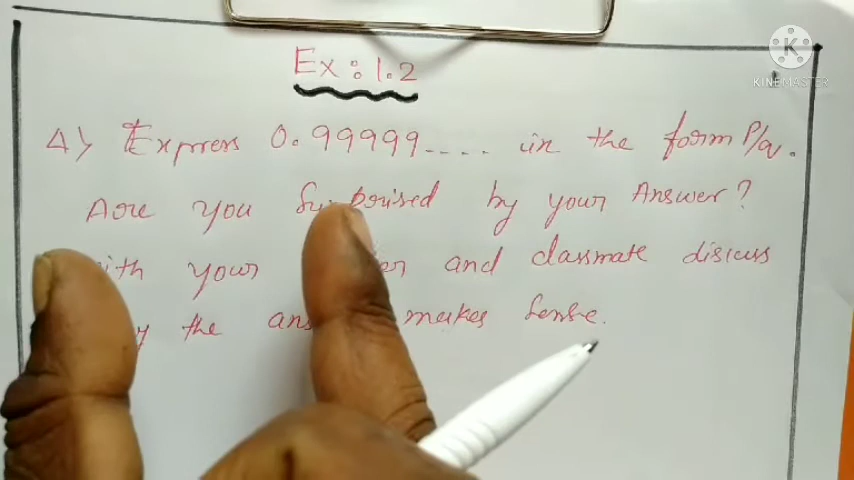 Ex : 1.2
4) Express 0.99999.... in the form P/q.
Are you by your Answer?
your and classmate discuss
the makes sense.
K
KINEMASTER